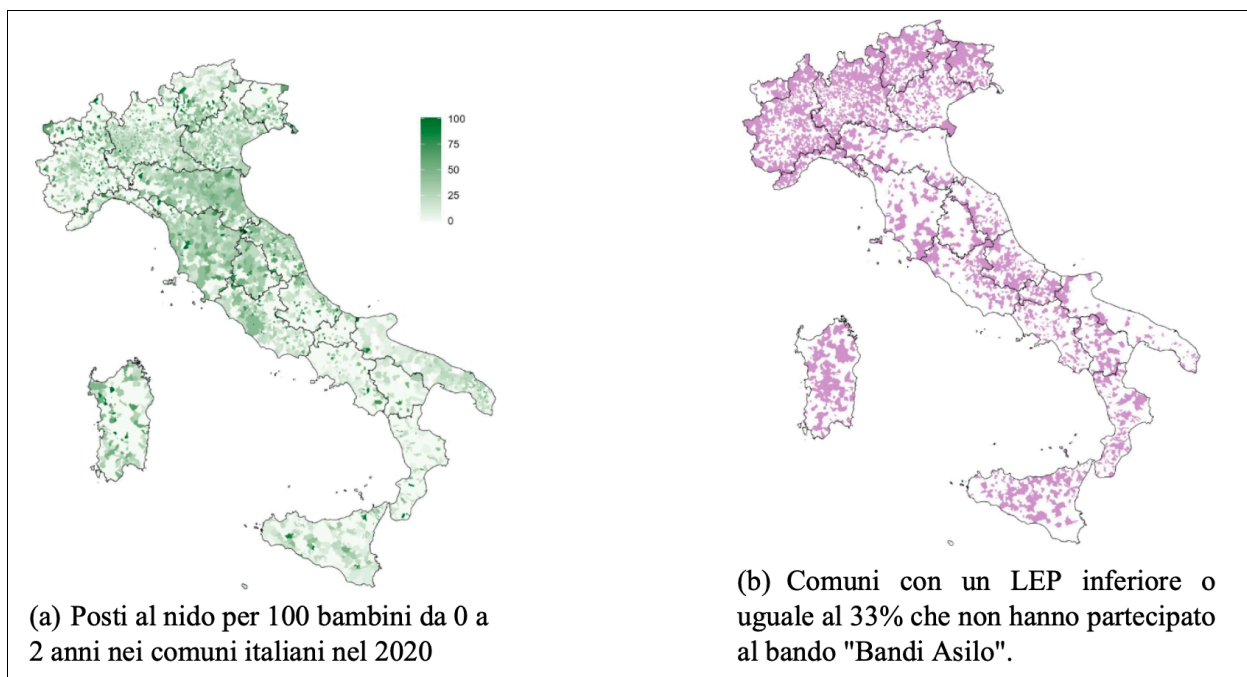 100
75
50
25
0
(a) Posti al nido per 100 bambini da 0 a
2 anni nei comuni italiani nel 2020
(b) Comuni con un LEP inferiore o
uguale al 33% che non hanno partecipato
al bando "Bandi Asilo".